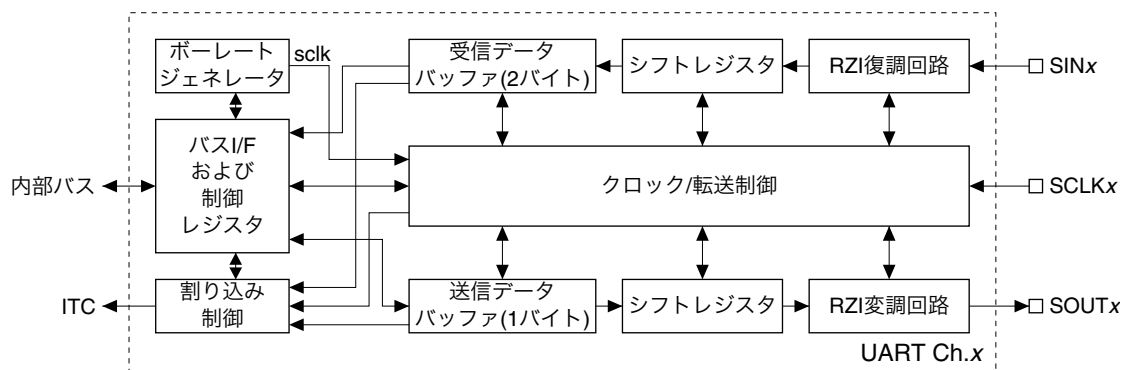 ボーレート
ジェネレータ
sclk
受信データ
バッファ(2バイト)
シフトレジスタ
RZI復調回路
SINx
バスI/F
および
制御
レジスタ
内部バス
クロック/転送制御
SCLKx
割り込み
制御
ITC
送信データ
バッファ(1バイト)
シフトレジスタ
RZI変調回路
SOUTx
UART Ch.x